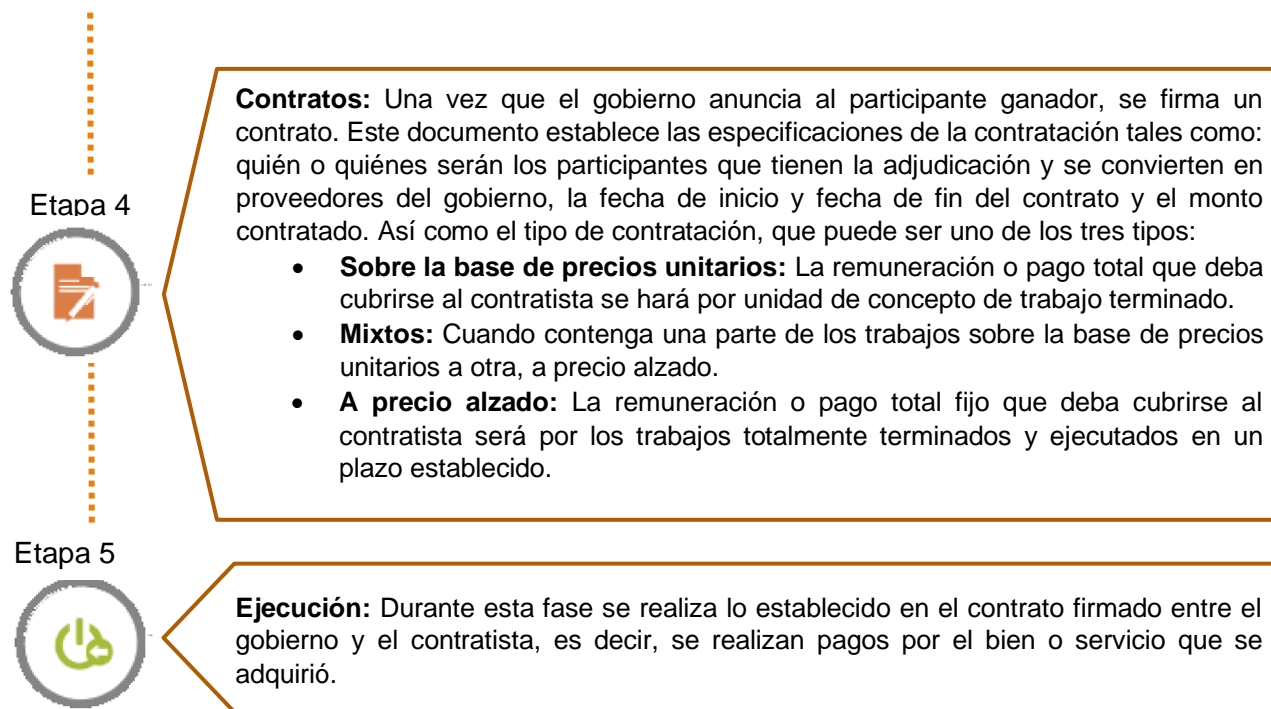 Etapa 4
Contratos: Una vez que el gobierno anuncia al participante ganador, se firma un
contrato. Este documento establece las especificaciones de la contratación tales como:
quién o quiénes serán los participantes que tienen la adjudicación y se convierten en
proveedores del gobierno, la fecha de inicio y fecha de fin del contrato y el monto
contratado. Así como el tipo de contratación, que puede ser uno de los tres tipos:
• Sobre la base de precios unitarios: La remuneración o pago total que deba
cubrirse al contratista se hará por unidad de concepto de trabajo terminado.
• Mixtos: Cuando contenga una parte de los trabajos sobre la base de precios
unitarios a otra, a precio alzado.
• A precio alzado: La remuneración o pago total fijo que deba cubrirse al
contratista será por los trabajos totalmente terminados y ejecutados en un
plazo establecido.
Etapa 5
Ejecución: Durante esta fase se realiza lo establecido en el contrato firmado entre el
gobierno y el contratista, es decir, se realizan pagos por el bien o servicio que se
adquirió.